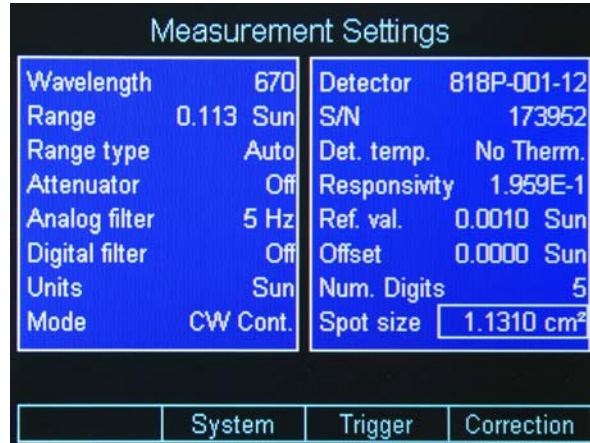 Measurement Settings
Wavelength 670
Range 0.113 Sun
Range type Auto
Attenuator Off
Analog filter 5 Hz
Digital filter Off
Units Sun
Mode CW Cont.
Detector 818P-001-12
S/N 173952
Det. temp. No Therm.
Responsivity 1.959E-1
Ref. val. 0.0010 Sun
Offset 0.0000 Sun
Num. Digits 5
Spot size 1.1310 cm²
System Trigger Correction